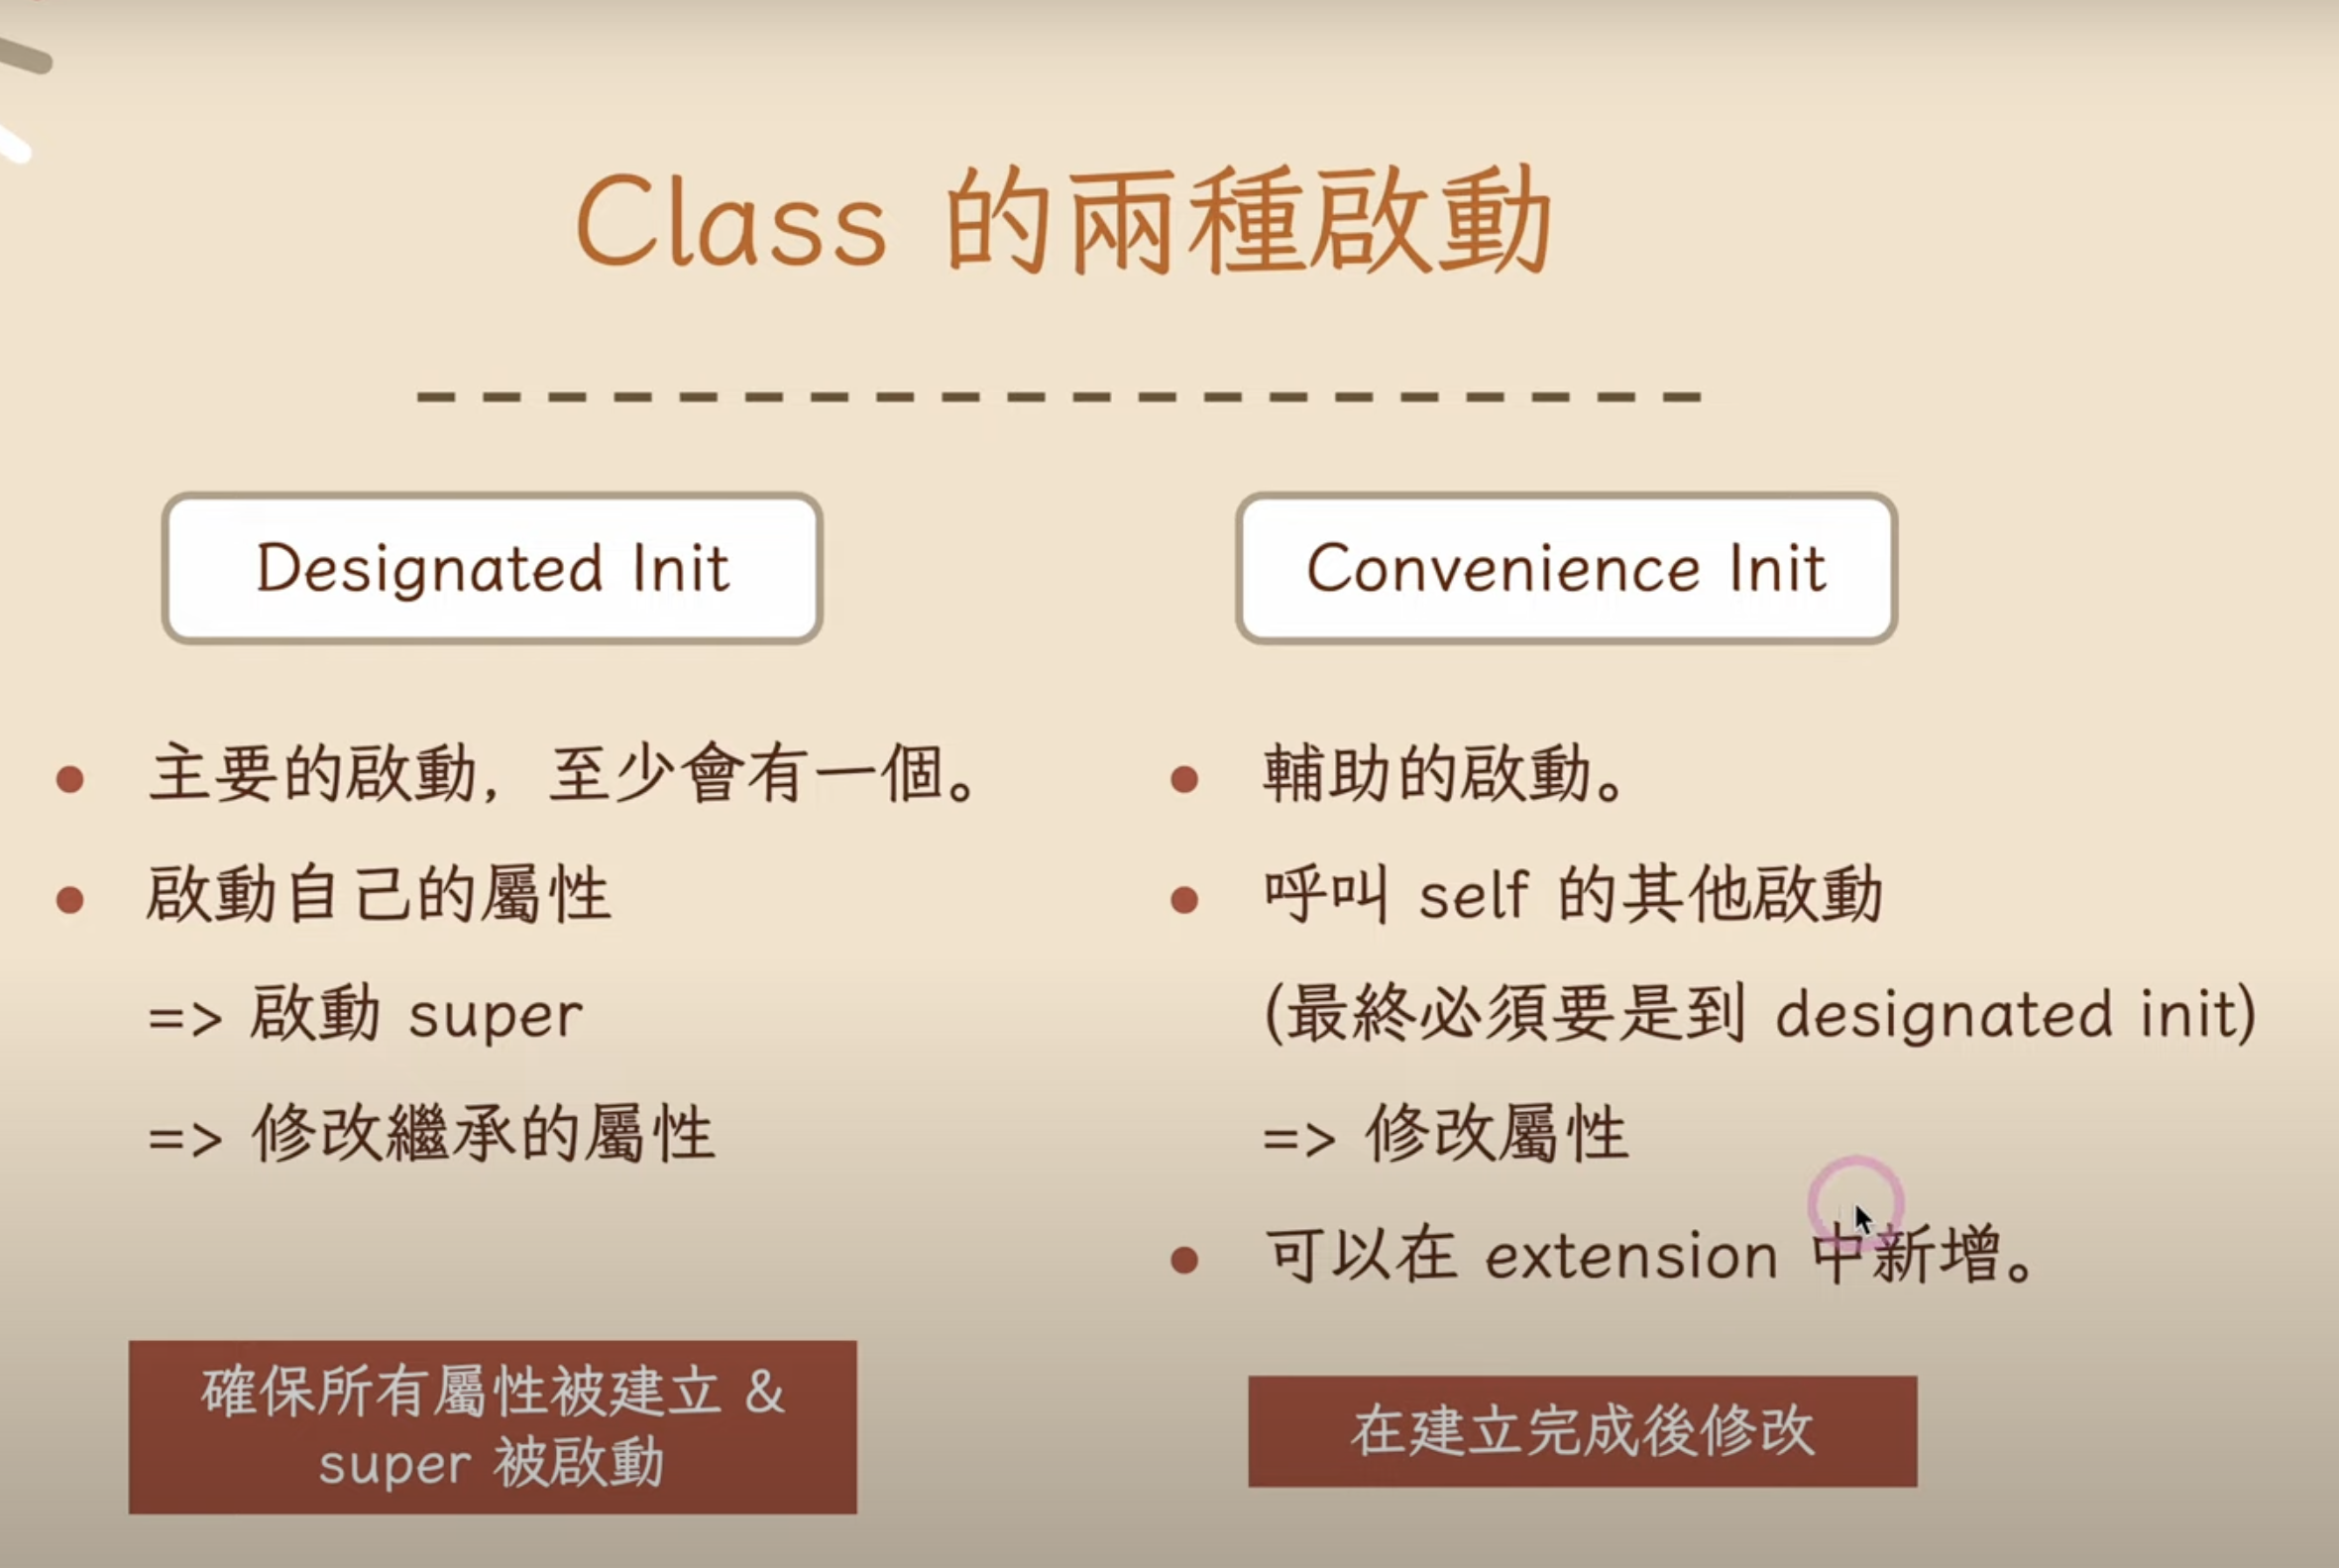 Class 的兩種啟動
Designated Init
主要的啟動，至少會有一個。
啟動自己的屬性
=> 啟動 super
=> 修改繼承的屬性
確保所有屬性被建立 &
super 被啟動
Convenience Init
輔助的啟動。
呼叫 self 的其他啟動
(最終必須要是到 designated init)
=> 修改屬性
可以在 extension 中新增。
在建立完成後修改